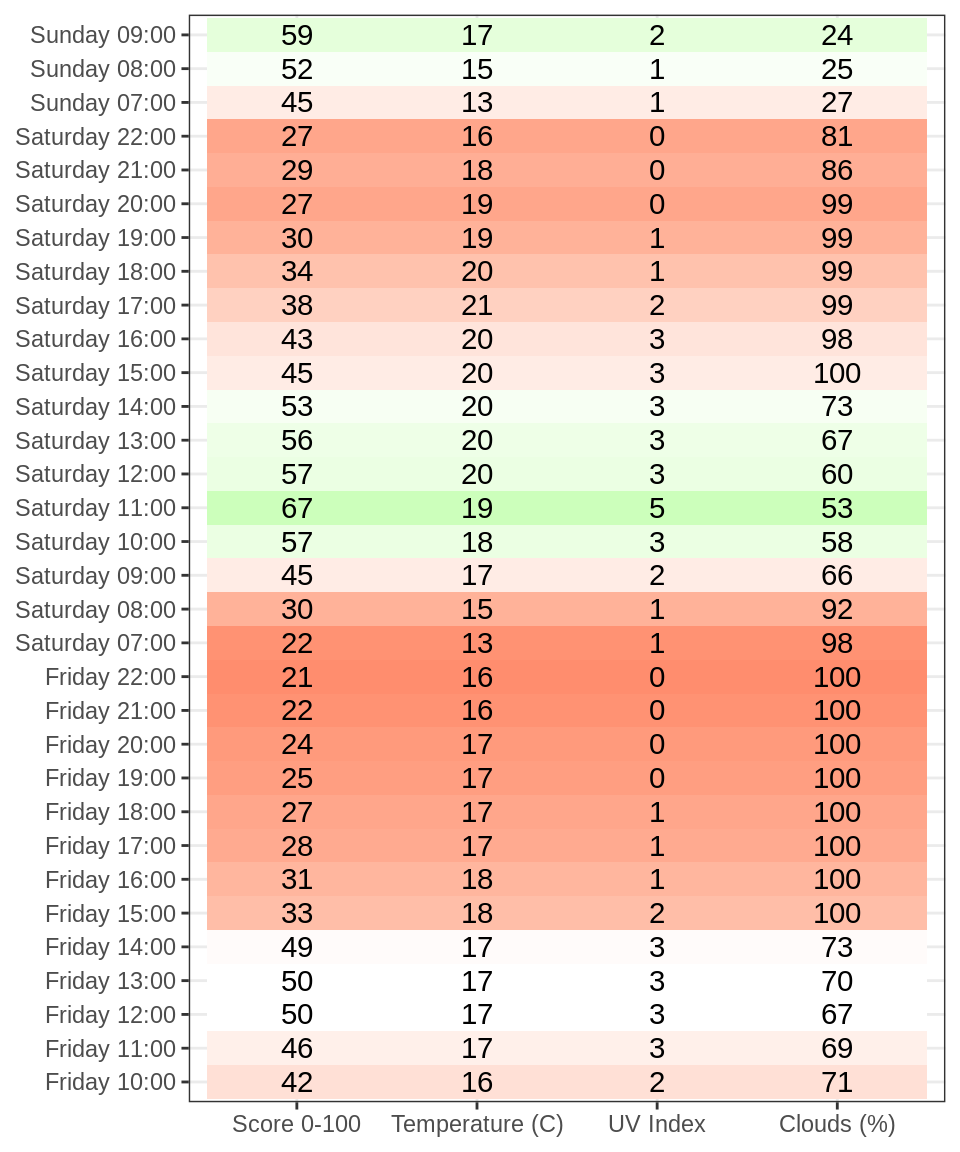 Sunday 09:00 59 17 2 24
Sunday 08:00 52 15 1 25
Sunday 07:00 45 13 1 27
Saturday 22:00 27 16 0 81
Saturday 21:00 29 18 0 86
Saturday 20:00 27 19 0 99
Saturday 19:00 30 19 1 99
Saturday 18:00 34 20 1 99
Saturday 17:00 38 21 2 99
Saturday 16:00 43 20 3 98
Saturday 15:00 45 20 3 100
Saturday 14:00 53 20 3 73
Saturday 13:00 56 20 3 67
Saturday 12:00 57 20 3 60
Saturday 11:00 67 19 5 53
Saturday 10:00 57 18 3 58
Saturday 09:00 45 17 2 66
Saturday 08:00 30 15 1 92
Saturday 07:00 22 13 1 98
Friday 22:00 21 16 0 100
Friday 21:00 22 16 0 100
Friday 20:00 24 17 0 100
Friday 19:00 25 17 0 100
Friday 18:00 27 17 1 100
Friday 17:00 28 17 1 100
Friday 16:00 31 18 1 100
Friday 15:00 33 18 2 100
Friday 14:00 49 17 3 73
Friday 13:00 50 17 3 70
Friday 12:00 50 17 3 67
Friday 11:00 46 17 3 69
Friday 10:00 42 16 2 71
Score 0-100 Temperature (C) UV Index Clouds (%)